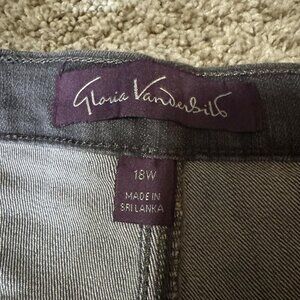 Gloria Vanderbilt
18W
MADE IN
SRI LANKA